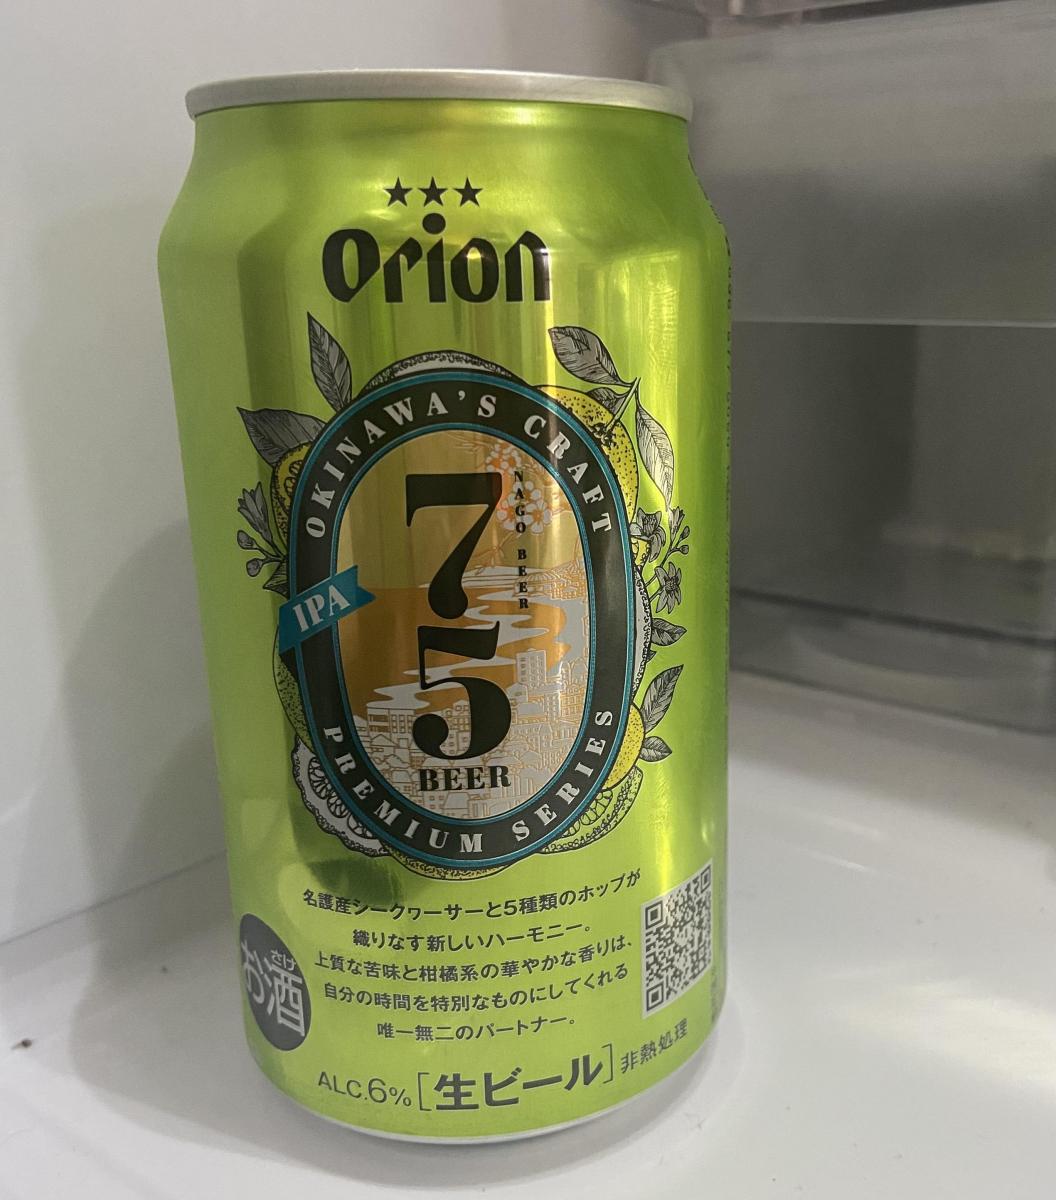 ★★★
Orion
OKINAWA'S CRAFT
75
BEER
NAGO BEER
IPA
PREMIUM SERIES
名護産シークヮーサーと5種類のホップが
織りなす新しいハーモニー。
上質な苦味と柑橘系の華やかな香りは、
自分の時間を特別なものにしてくれる
唯一無二のパートナー。
さけ
お酒
ALC.6% [生ビール] 非熱処理